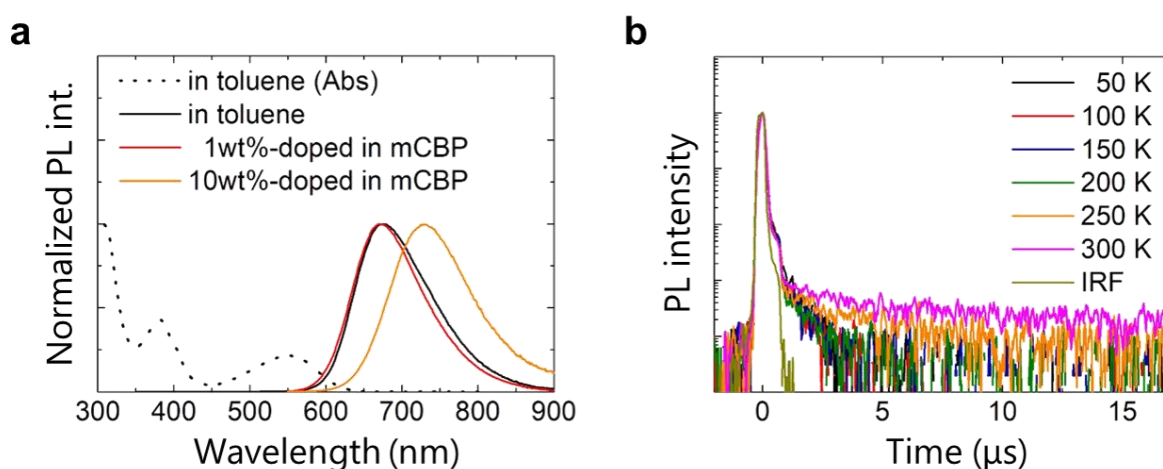 a
in toluene (Abs)
in toluene
1wt%-doped in mCBP
10wt%-doped in mCBP
Normalized PL int.
300 400 500 600 700 800 900
Wavelength (nm)
b
50 K
100 K
150 K
200 K
250 K
300 K
IRF
PL intensity
0 5 10 15
Time (μs)